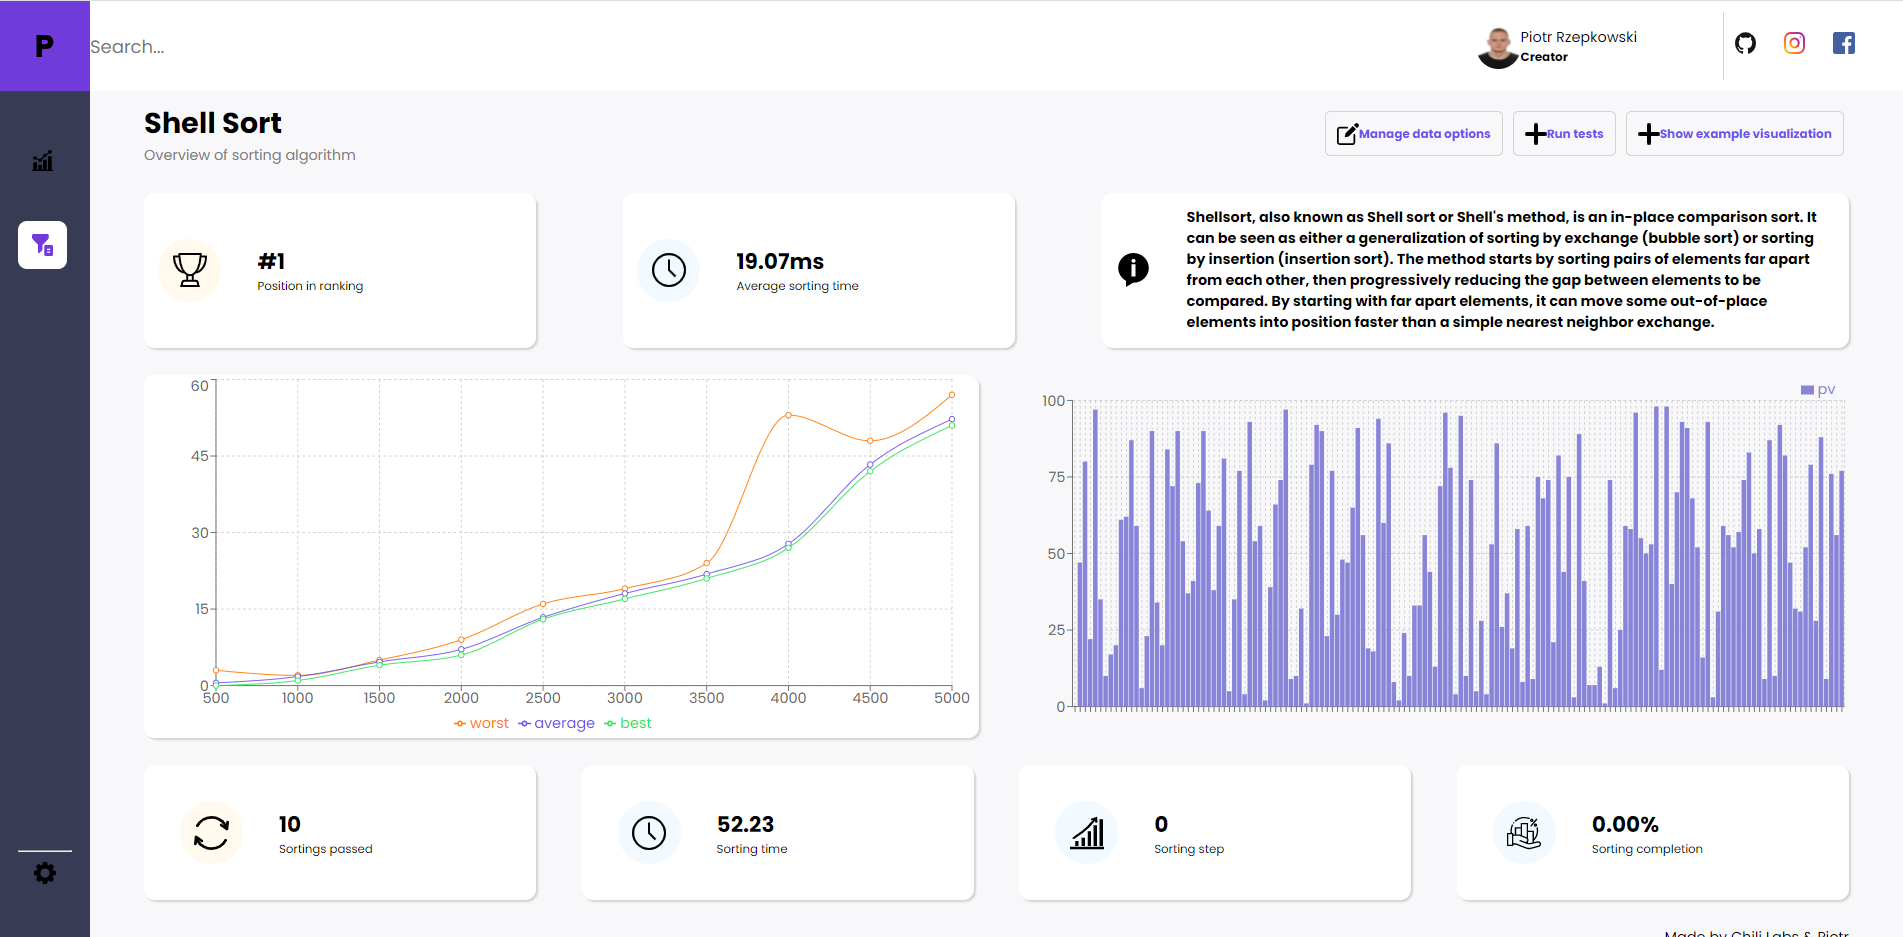 P
Search...
Piotr Rzepkowski
Creator
Shell Sort
Overview of sorting algorithm
Manage data options
Run tests
Show example visualization
#1
Position in ranking
19.07ms
Average sorting time
Shellsort, also known as Shell sort or Shell's method, is an in-place comparison sort. It
can be seen as either a generalization of sorting by exchange (bubble sort) or sorting
by insertion (insertion sort). The method starts by sorting pairs of elements far apart
from each other, then progressively reducing the gap between elements to be
compared. By starting with far apart elements, it can move some out-of-place
elements into position faster than a simple nearest neighbor exchange.
60
45
30
15
0
500 1000 1500 2000 2500 3000 3500 4000 4500 5000
worst average best
pv
100
75
50
25
0
10
Sortings passed
52.23
Sorting time
0
Sorting step
0.00%
Sorting completion
Made by Chili Labs & Piotr